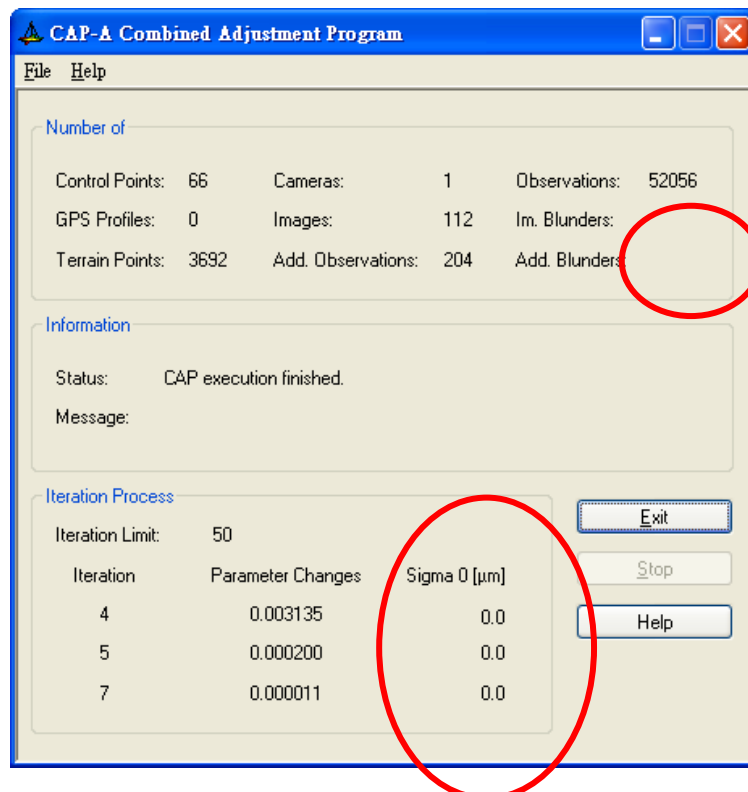 CAP-A Combined Adjustment Program
File Help
Number of
Control Points: 66 Cameras: 1 Observations: 52056
GPS Profiles: 0 Images: 112 Im. Blunders:
Terrain Points: 3692 Add. Observations: 204 Add. Blunders:
Information
Status: CAP execution finished.
Message:
Iteration Process
Iteration Limit: 50
Iteration Parameter Changes Sigma 0 [µm]
4 0.003135 0.0
5 0.000200 0.0
7 0.000011 0.0
Exit
Stop
Help